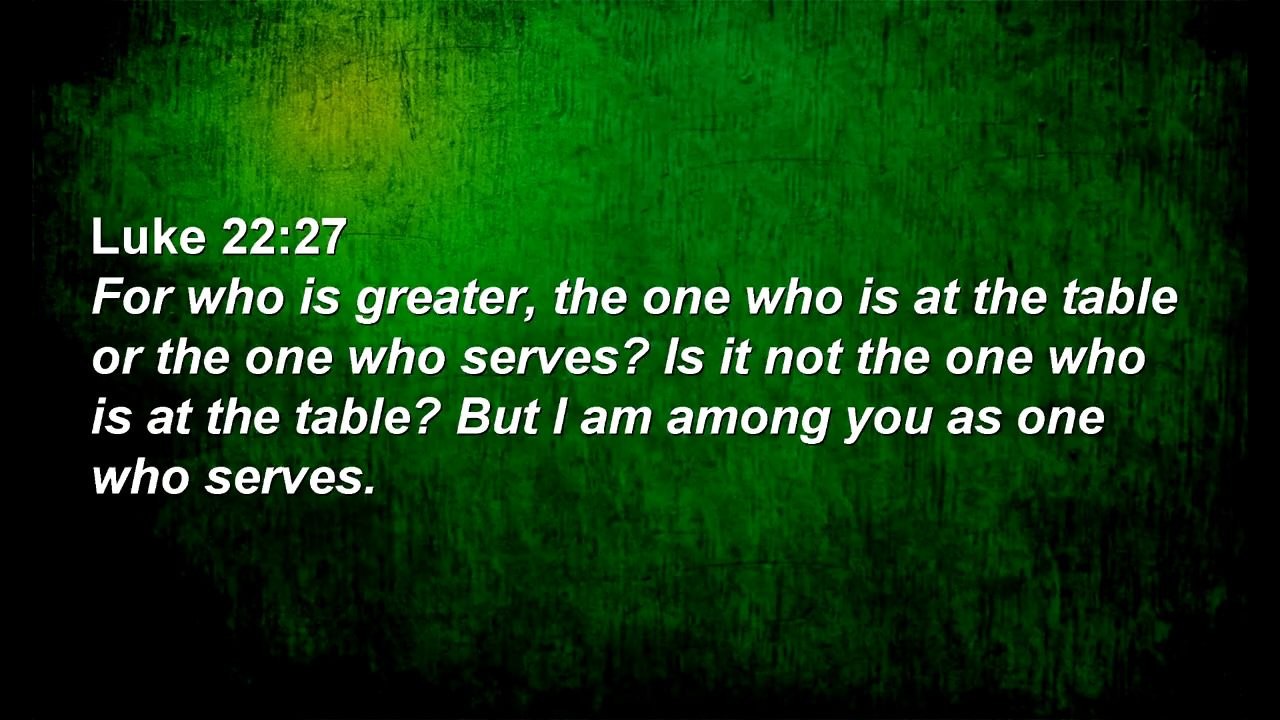 Luke 22:27
For who is greater, the one who is at the table
or the one who serves? Is it not the one who
is at the table? But I am among you as one
who serves.